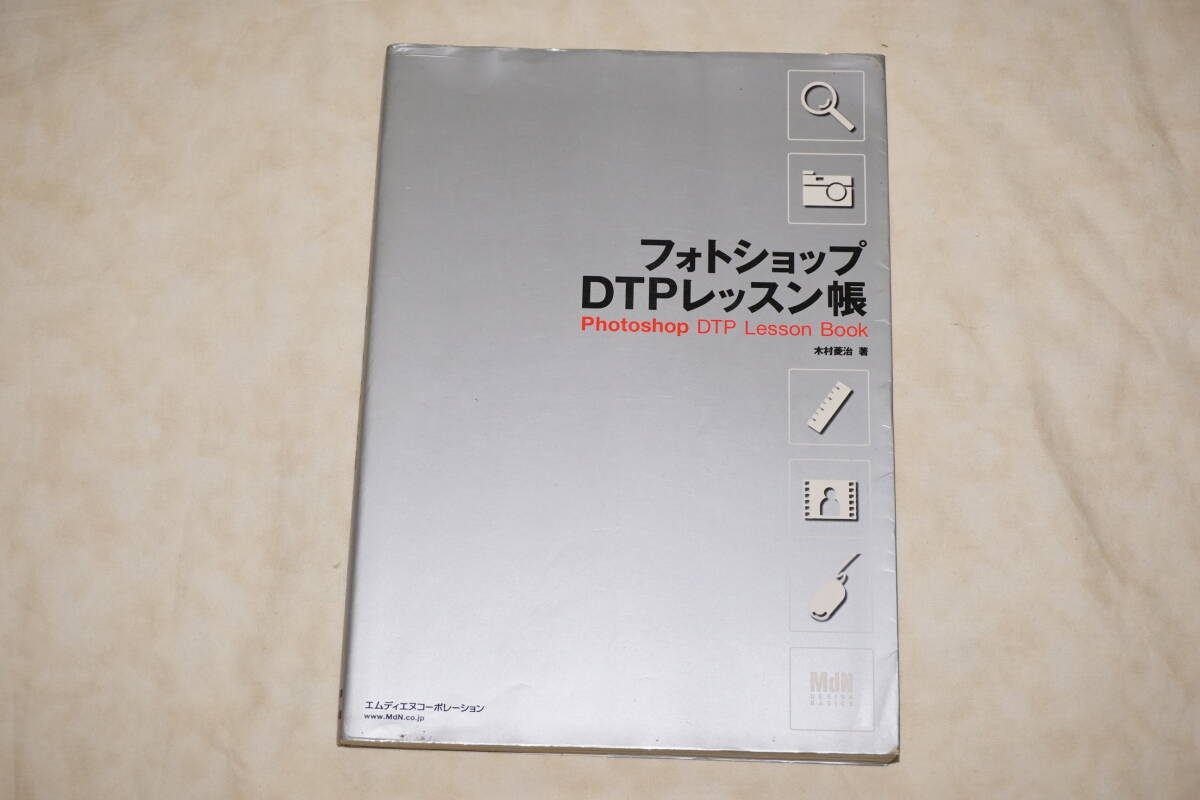 フォトショップ
DTPレッスン帳
Photoshop DTP Lesson Book
木村菱治 著
MdN
DESIGN
BASICS
エムディエヌコーポレーション
www.MdN.co.jp